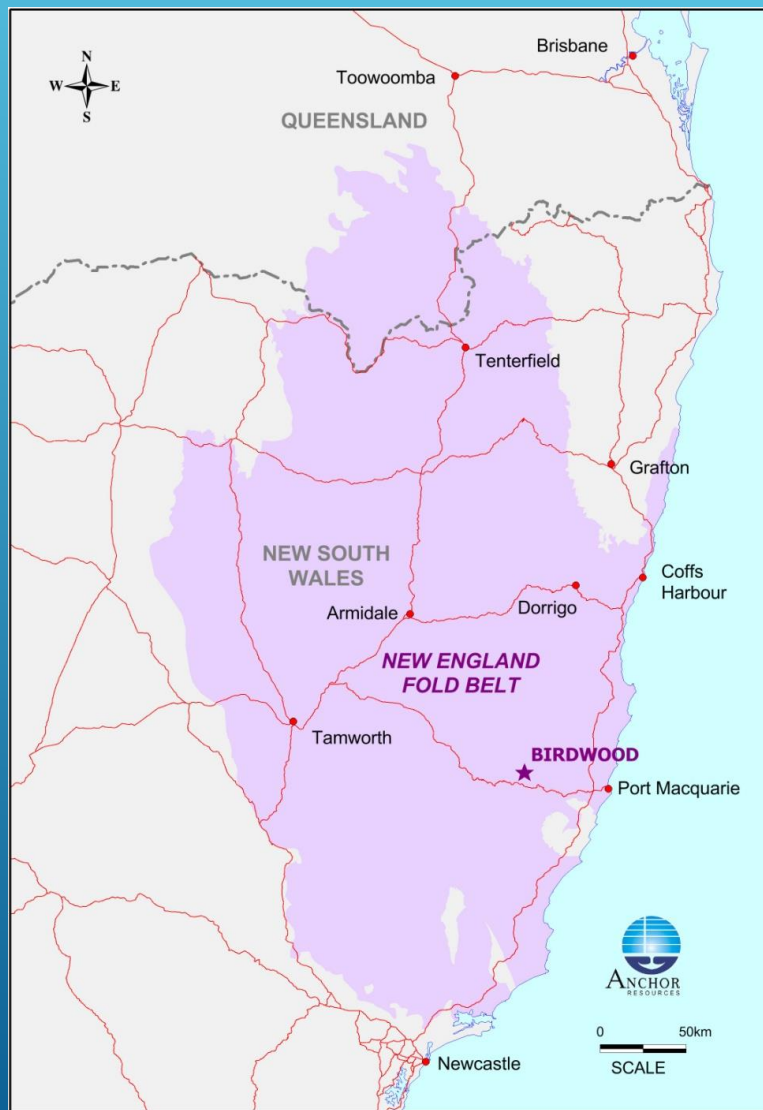 N
W E
S
Brisbane
Toowoomba
QUEENSLAND
Tenterfield
Grafton
NEW SOUTH
WALES
Coffs
Harbour
Armidale
Dorrigo
NEW ENGLAND
FOLD BELT
Tamworth
BIRDWOOD
Port Macquarie
ANCHOR
RESOURCES
0 50km
SCALE
Newcastle